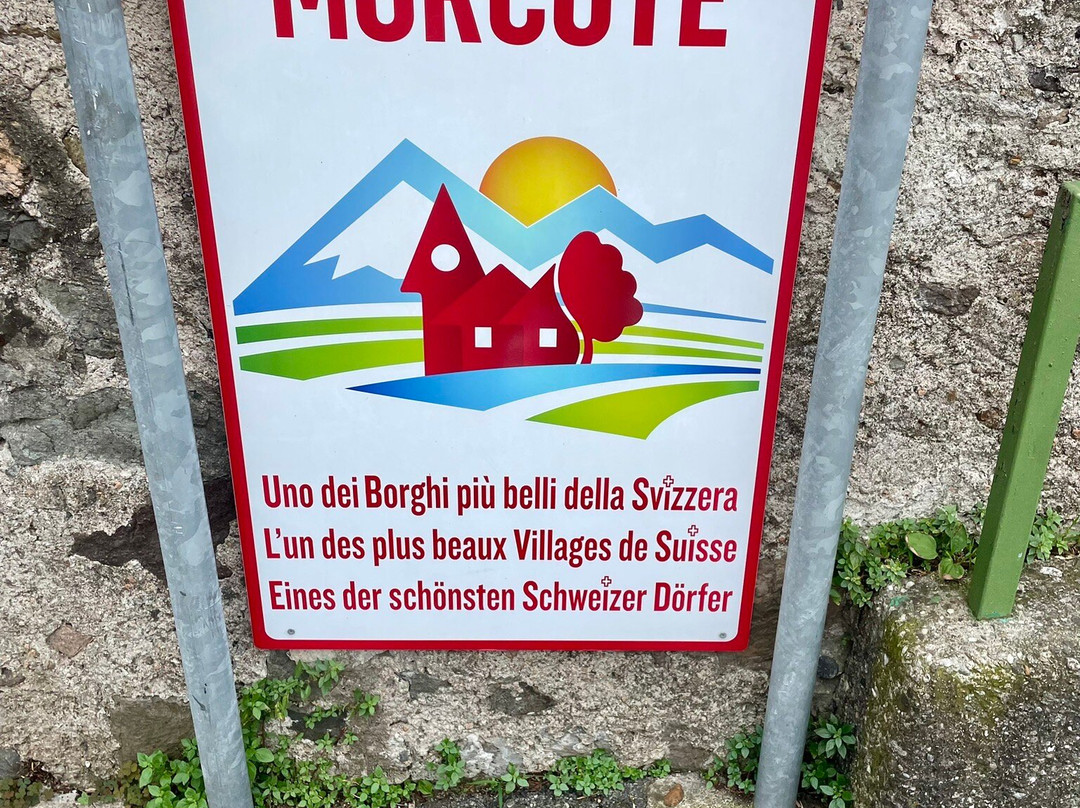 MORCOTE
Uno dei Borghi più belli della Svizzera
L'un des plus beaux Villages de Suisse
Eines der schönsten Schweizer Dörfer